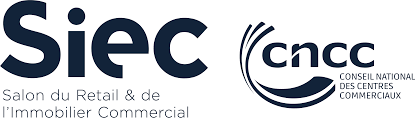 Siec
Salon du Retail & de
l'Immobilier Commercial
cncc
CONSEIL NATIONAL
DES CENTRES
COMMERCIAUX